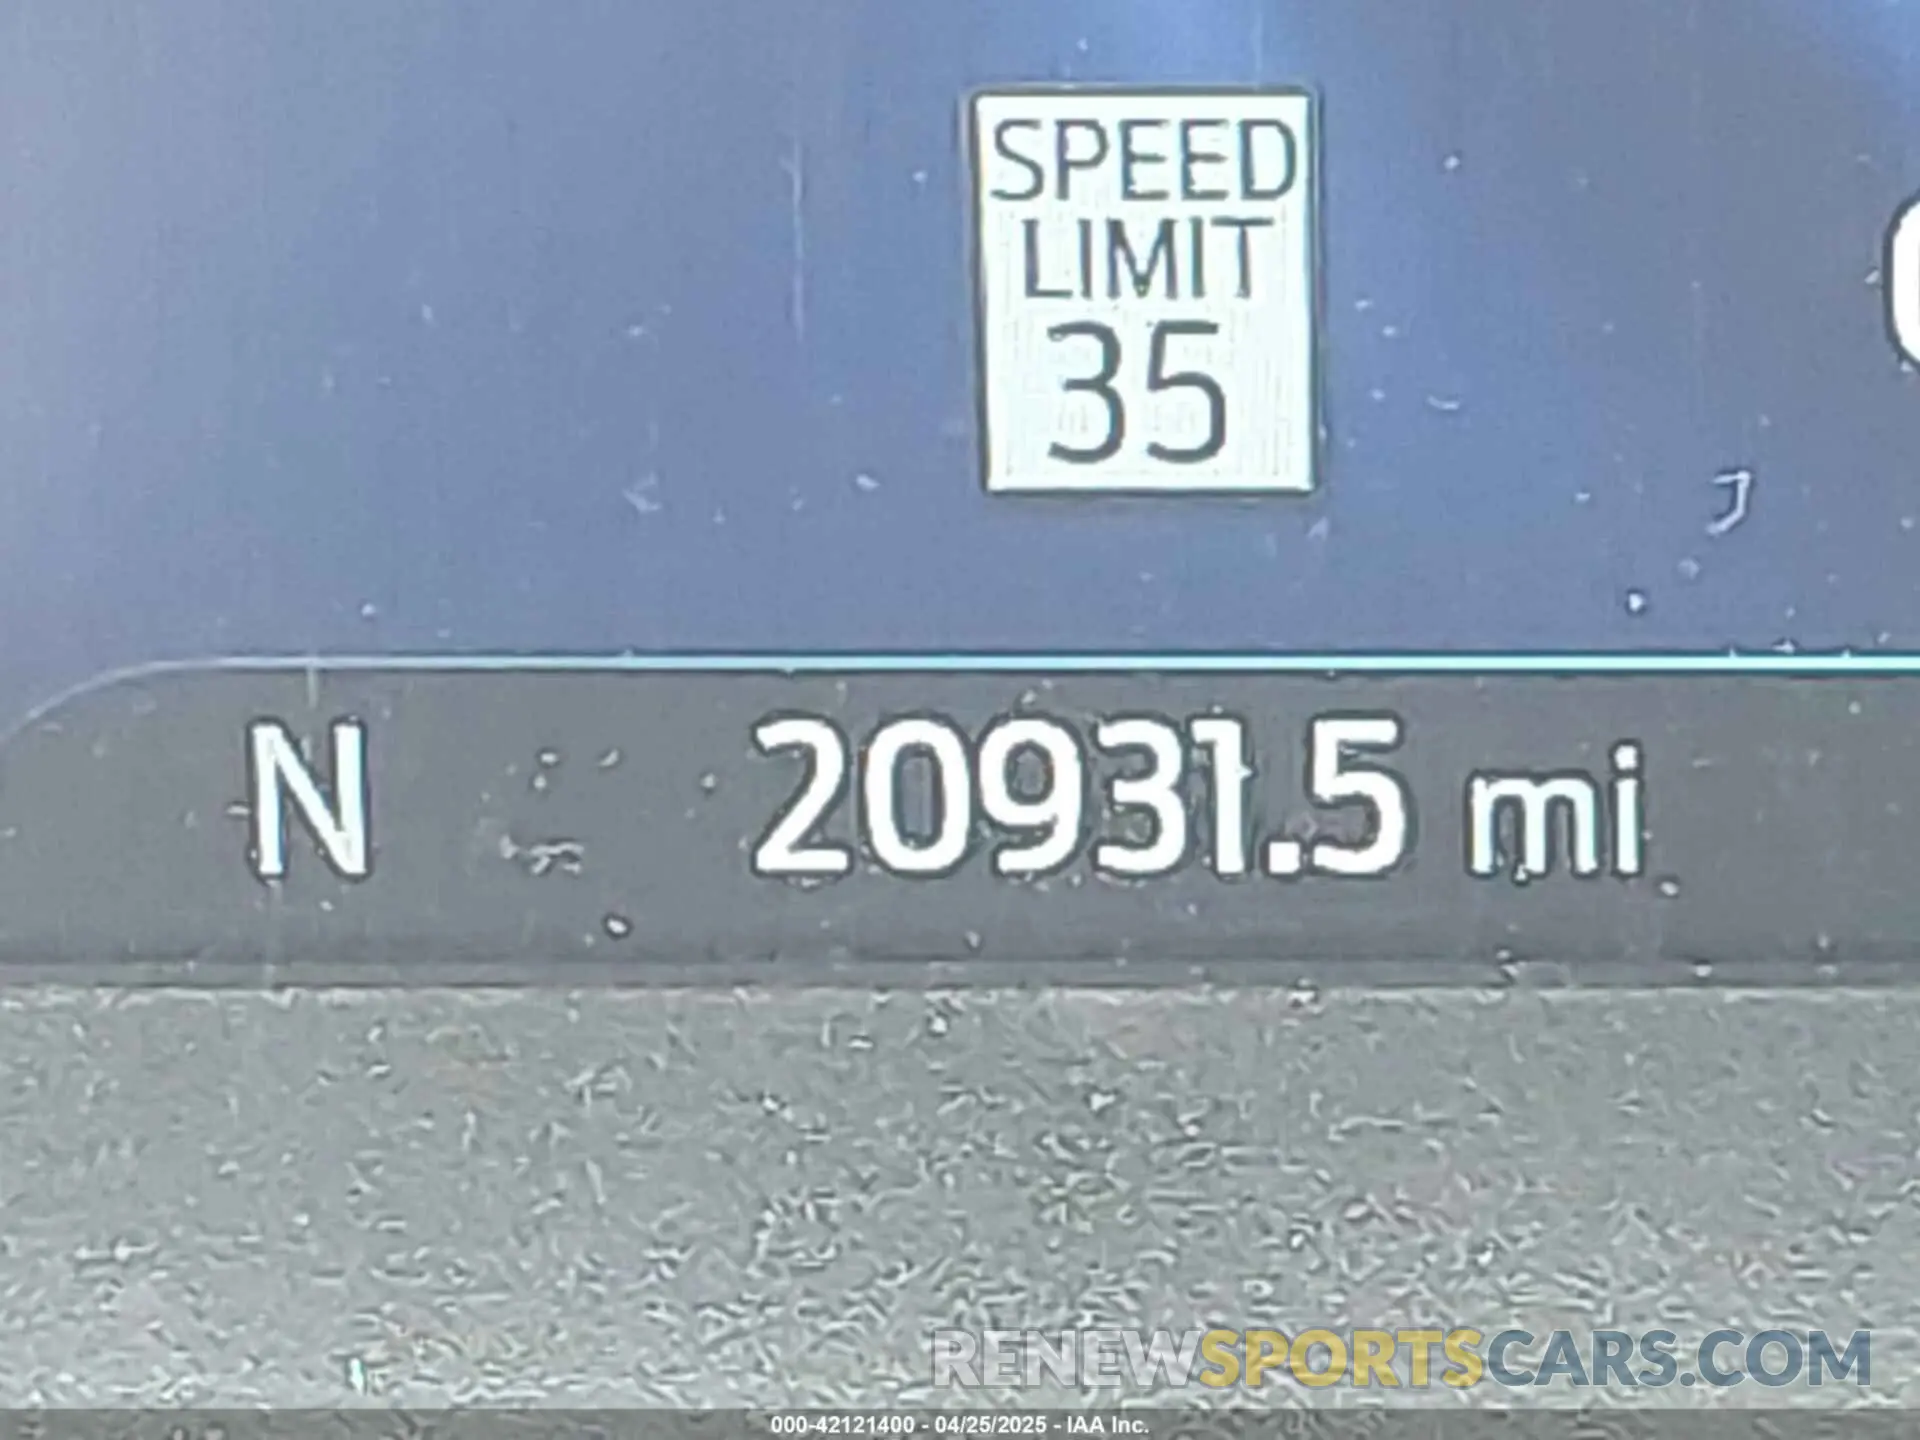 SPEED
LIMIT
35
N 20931.5 mi
RENEWSPORTSCARS.COM
000-42121400 - 04/25/2025 - IAA Inc.